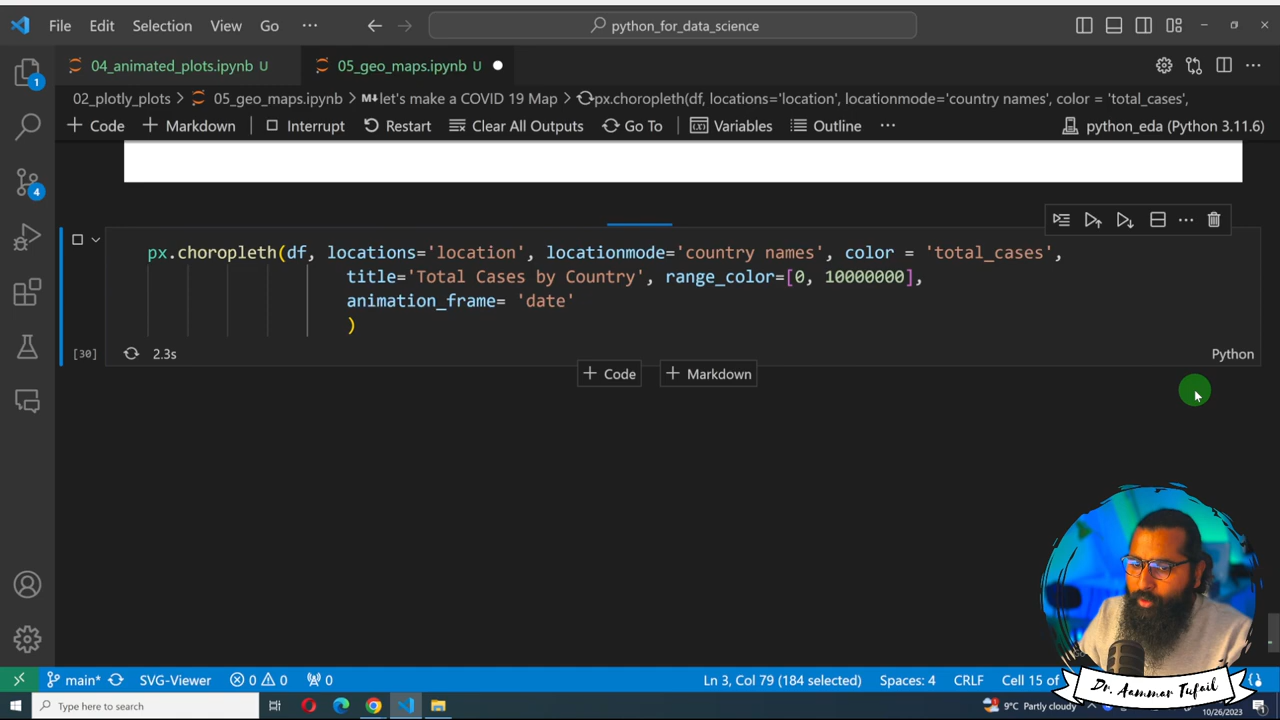 File Edit Selection View Go ··· python_for_data_science
04_animated_plots.ipynb U 05_geo_maps.ipynb U
02_plotly_plots > 05_geo_maps.ipynb > let's make a COVID 19 Map > px.choropleth(df, locations='location', locationmode='country names', color = 'total_cases',
+ Code + Markdown Interrupt Restart Clear All Outputs Go To Variables Outline ··· python_eda (Python 3.11.6)
px.choropleth(df, locations='location', locationmode='country names', color = 'total_cases',
title='Total Cases by Country', range_color=[0, 10000000],
animation_frame= 'date'
)
[30] 2.3s Python
+ Code + Markdown
main* SVG-Viewer 0 0 0 Ln 3, Col 79 (184 selected) Spaces: 4 CRLF Cell 15 of
Type here to search 9°C Partly cloudy 10/26/2023
Dr. Aammar Tufail
1
4